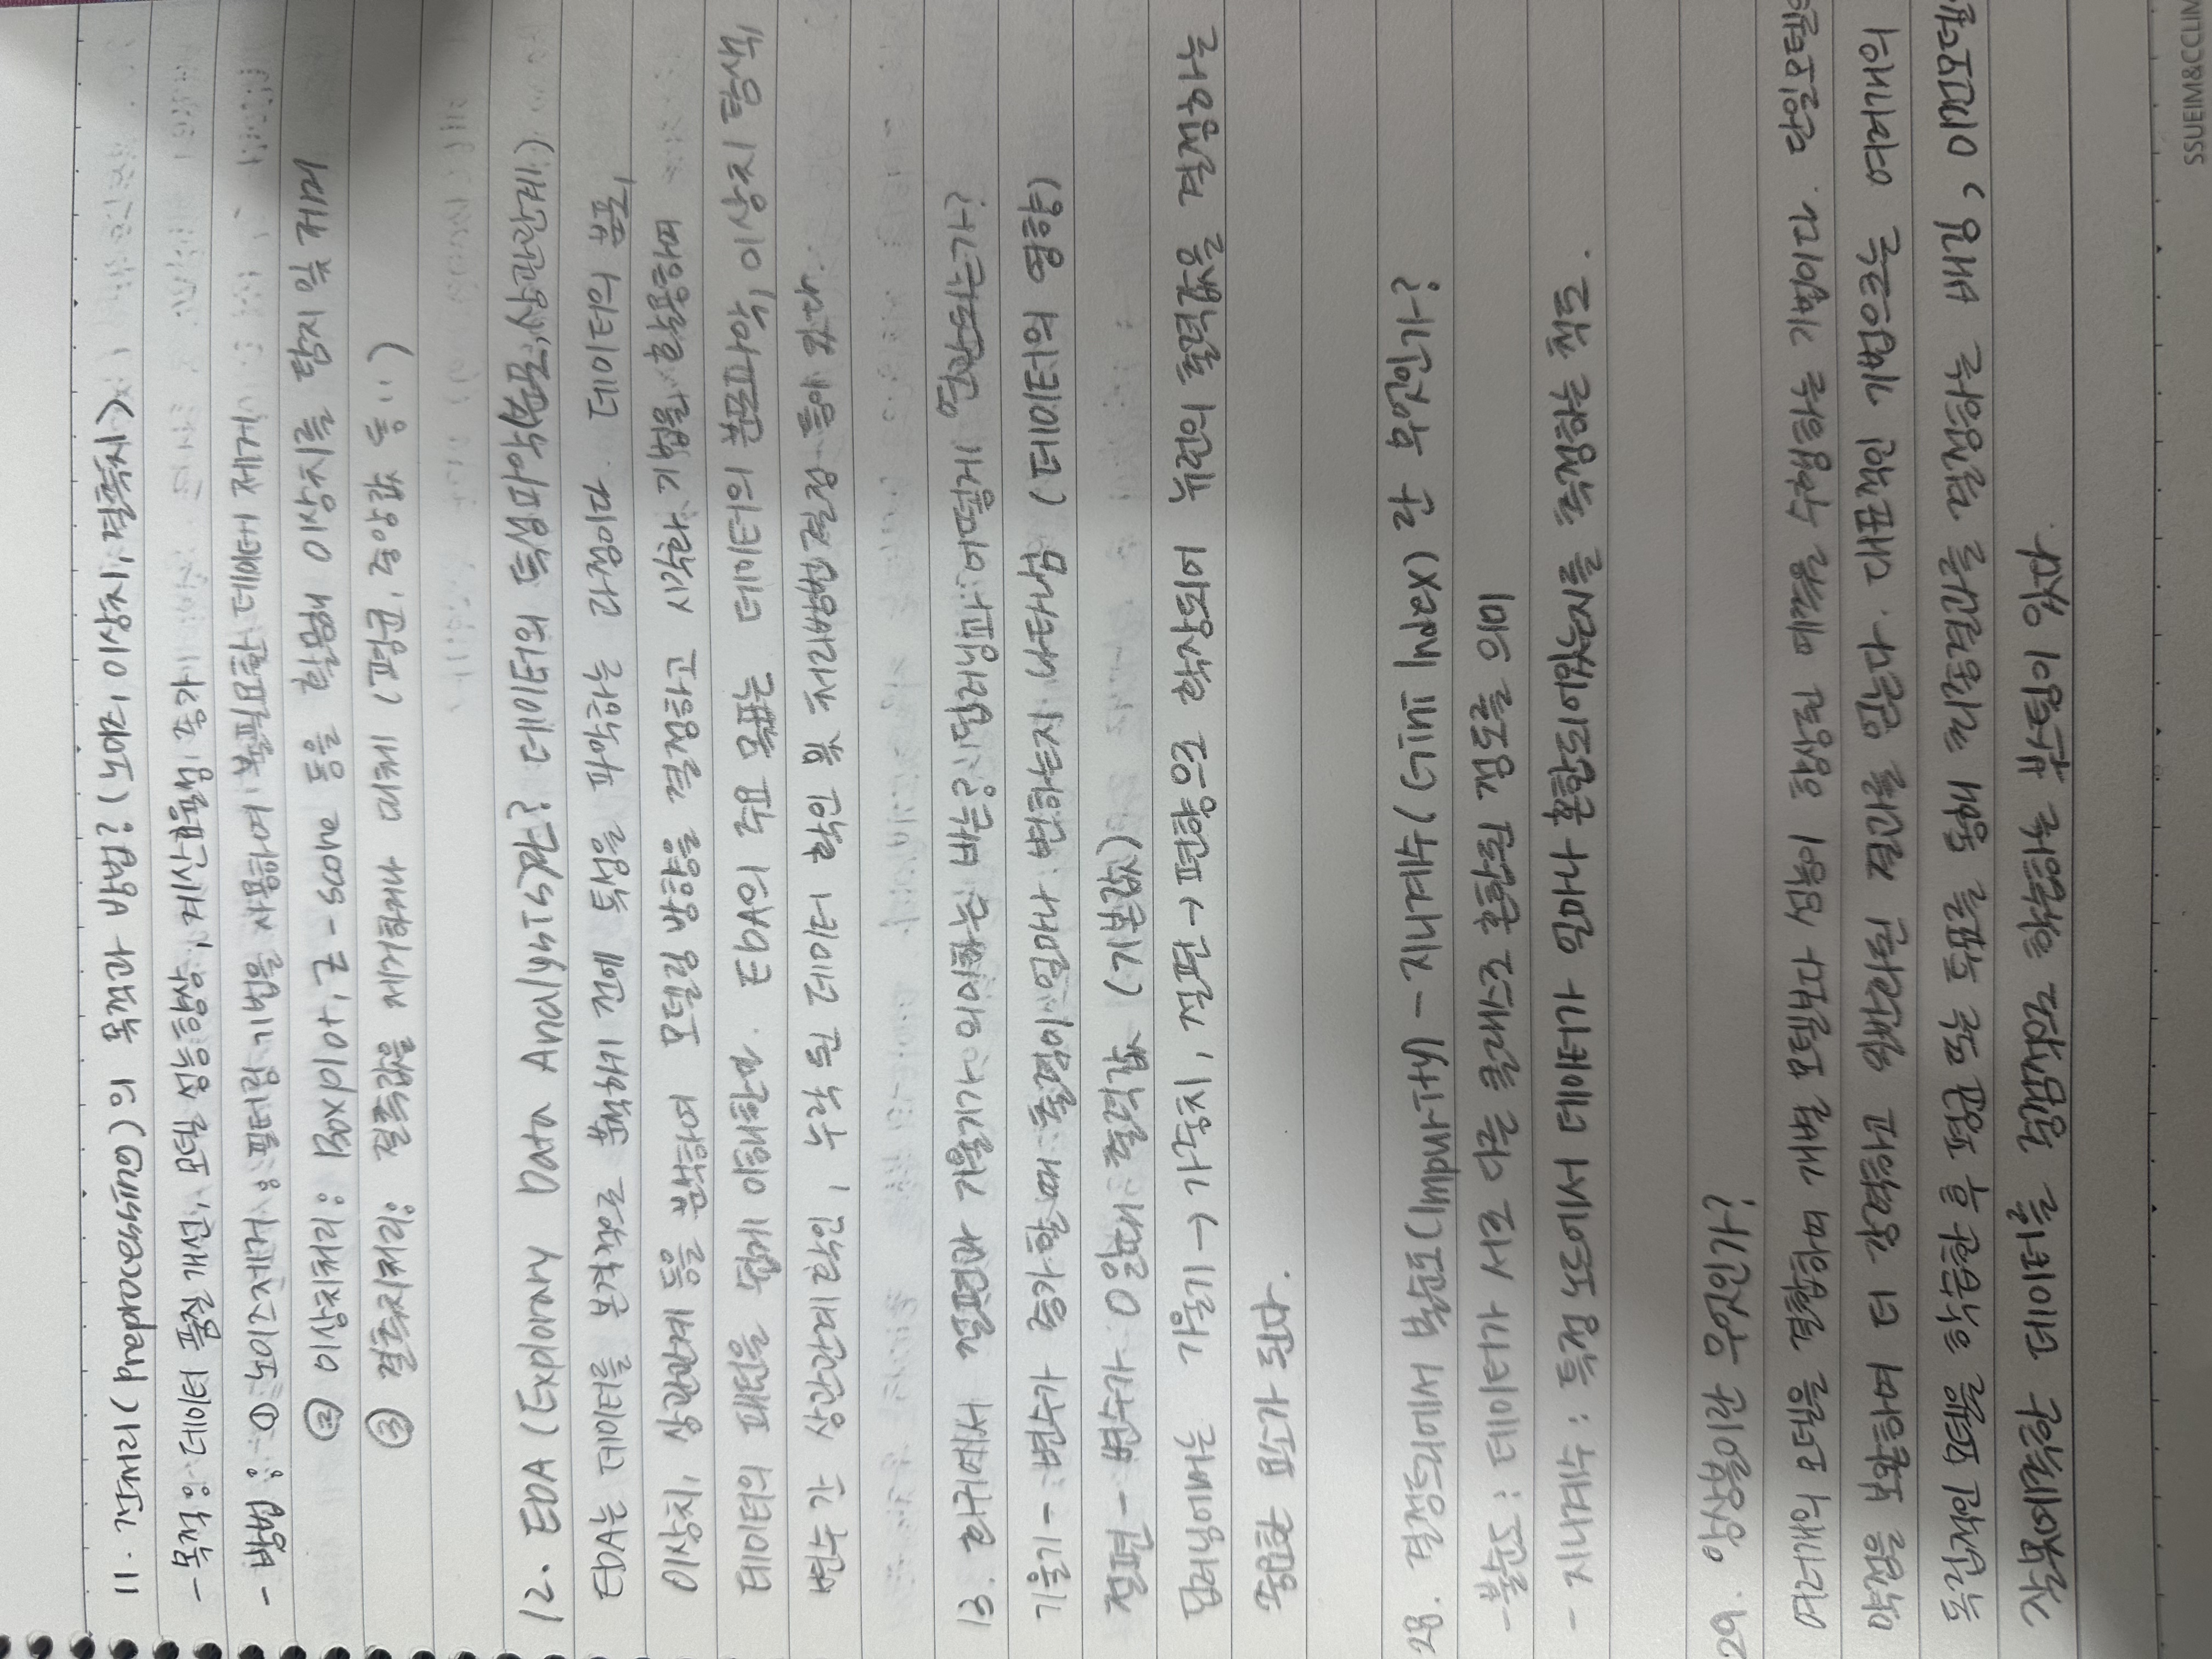 11. 전처리(preprocessing)의 목적과 방법? (노이즈, 이상치, 결측치)
- 목적 : 데이터 품질 개선, 모델 성능 향상, 계산효율성 증가
- 방법 : ① 노이즈제거 : 필터링 기법을 사용하여 불필요한 데이터 제거
② 이상치처리 : Boxplot, Z-score 등을 활용해 이상치를 탐지 및 제거
③ 결측치처리 : 결측값을 제거하거나 대체 (평균, 중앙값 등..)
12. EDA (Explorary Data Analysis)란? 데이터의 특성파악(분포, 상관관계)
EDA는 데이터를 본격적으로 분석하기 전에 특성을 파악하는 과정이다. 데이터의 분포,
이상치, 상관관계 등을 분석하여 모델링 방향을 결정하고 시각화 기법을 활용하며
데이터의 패턴을 쉽게 이해한다. EDA의 주요 목표는 데이터의 분포파악, 이상치 탐색,
변수 간 상관관계 확인, 누락 된 데이터 확인 및 처리방법 결정 등이 있다.
13. 회귀에서 절편과 기울기가 의미하는 바는? 딥러닝과 어떻게 연관되는가?
기울기 - 변수가 증가 할 때 출력이 얼마나 변하는지 나타냄 (데이터의 영향)
절편 - 변수가 0일때 출력값 (기본값)
딥러닝에서는 기울기 → 가중치, 절편 → 편향으로 확장되어 뉴런의 출력값을 결정하는
중요한 요소가 된다.
28. 결정트리에서 불순도(Impurity) - 지니계수(Gini Index) 란 무엇인가?
- 불순도 : 데이터가 서로 다른 클래스로 혼합된 정도를 의미
- 지니계수 : 특정 노드에서 데이터가 얼마나 혼합되어있는지를 측정하는 척도.
29. 앙상블이란 무엇인가?
여러개의 모델을 결합하여 개별 모델보다 성능이 향상된 예측을 수행하는 기법이다. 단일모델의
약점을 보완하여 더 강력하고 일반화된 결과를 얻는다. 대표적인 기법으로는 여러개의
독립적인 모델을 학습한 후 평균 또는 투표를 통해 최종결과를 결정하는 배깅, 이전모델
잘못예측한 데이터를 중점적으로 학습하는 부스팅이 있다.
SSUEIM&CCLIM